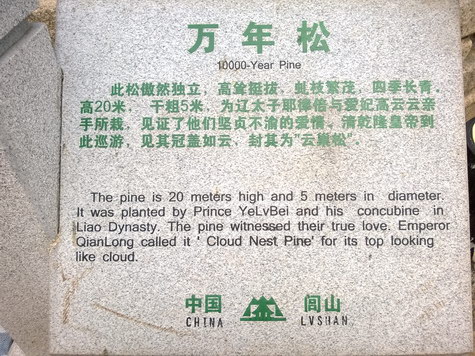 万年松
10000-Year Pine
此松傲然独立，高耸挺拔，虬枝繁茂，四季长青。
高20米，干粗5米，为辽太子耶律倍与爱妃高云云亲
手所栽，见证了他们坚贞不渝的爱情。清乾隆皇帝到
此巡游，见其冠盖如云，封其为"云巢松"。
The pine is 20 meters high and 5 meters in diameter.
It was planted by Prince YeLvBei and his concubine in
Liao Dynasty. The pine witnessed their true love. Emperor
QianLong called it ' Cloud Nest Pine' for its top looking
like cloud.
中国 闾山
CHINA LVSHAN